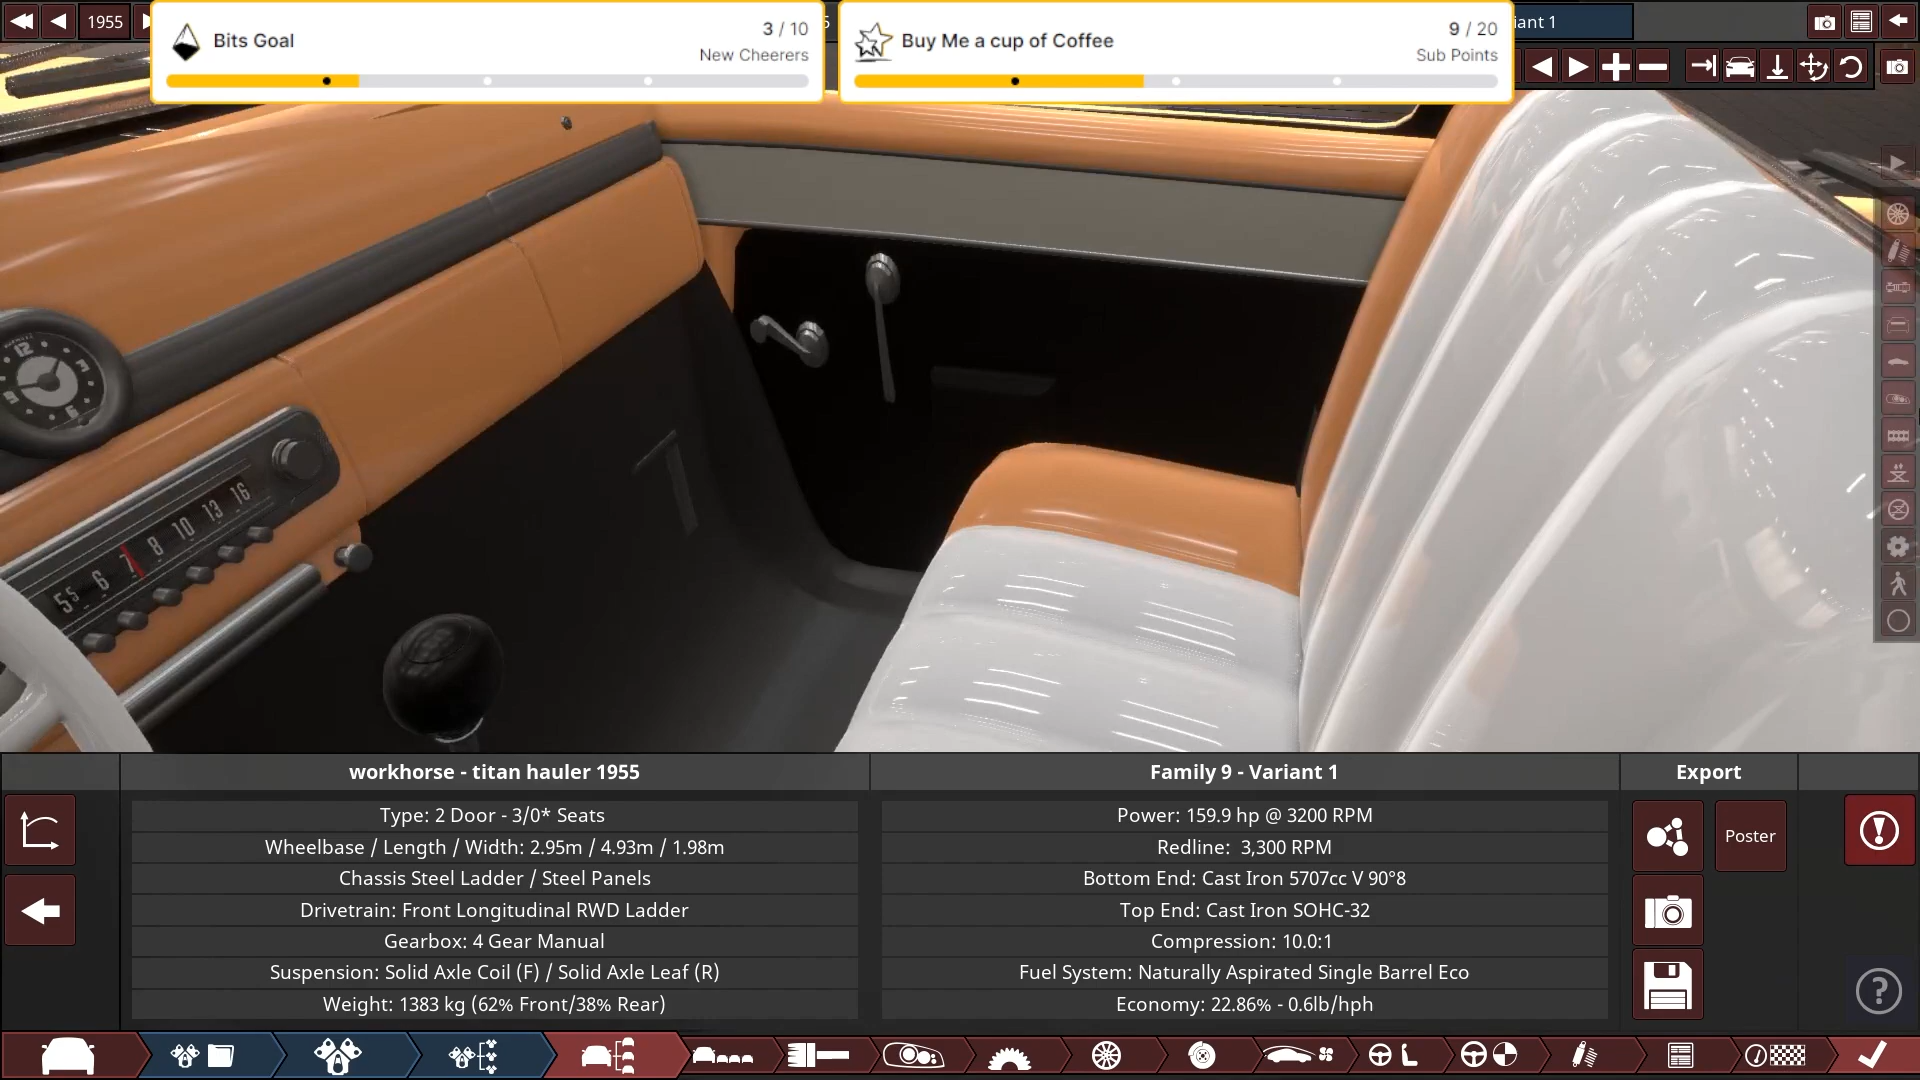 1955
5
iant 1
Bits Goal
3 / 10
New Cheerers
Buy Me a cup of Coffee
9 / 20
Sub Points
12
55 6 7 8 10 13 16
workhorse - titan hauler 1955
Type: 2 Door - 3/0* Seats
Wheelbase / Length / Width: 2.95m / 4.93m / 1.98m
Chassis Steel Ladder / Steel Panels
Drivetrain: Front Longitudinal RWD Ladder
Gearbox: 4 Gear Manual
Suspension: Solid Axle Coil (F) / Solid Axle Leaf (R)
Weight: 1383 kg (62% Front/38% Rear)
Family 9 - Variant 1
Power: 159.9 hp @ 3200 RPM
Redline: 3,300 RPM
Bottom End: Cast Iron 5707cc V 90°8
Top End: Cast Iron SOHC-32
Compression: 10.0:1
Fuel System: Naturally Aspirated Single Barrel Eco
Economy: 22.86% - 0.6lb/hph
Export
Poster